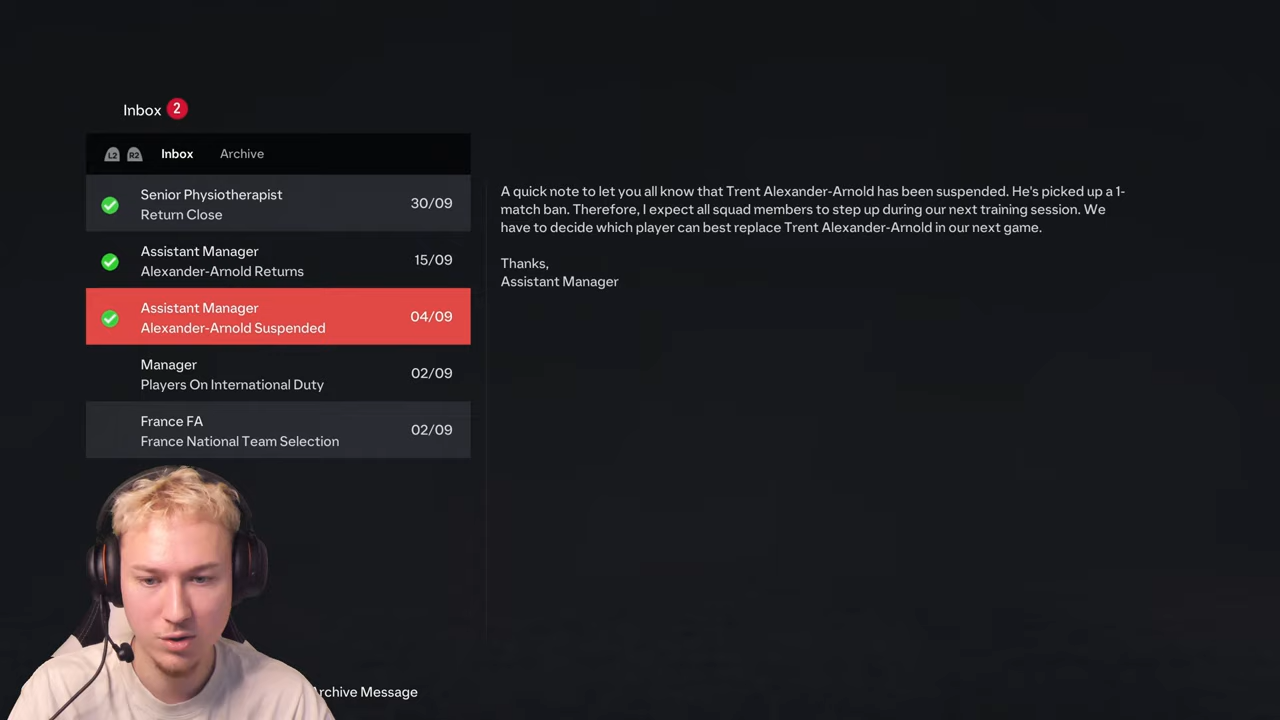 Inbox 2
L2 R2 Inbox Archive
Senior Physiotherapist
Return Close
30/09
Assistant Manager
Alexander-Arnold Returns
15/09
Assistant Manager
Alexander-Arnold Suspended
04/09
Manager
Players On International Duty
02/09
France FA
France National Team Selection
02/09
A quick note to let you all know that Trent Alexander-Arnold has been suspended. He's picked up a 1-
match ban. Therefore, I expect all squad members to step up during our next training session. We
have to decide which player can best replace Trent Alexander-Arnold in our next game.
Thanks,
Assistant Manager
Archive Message